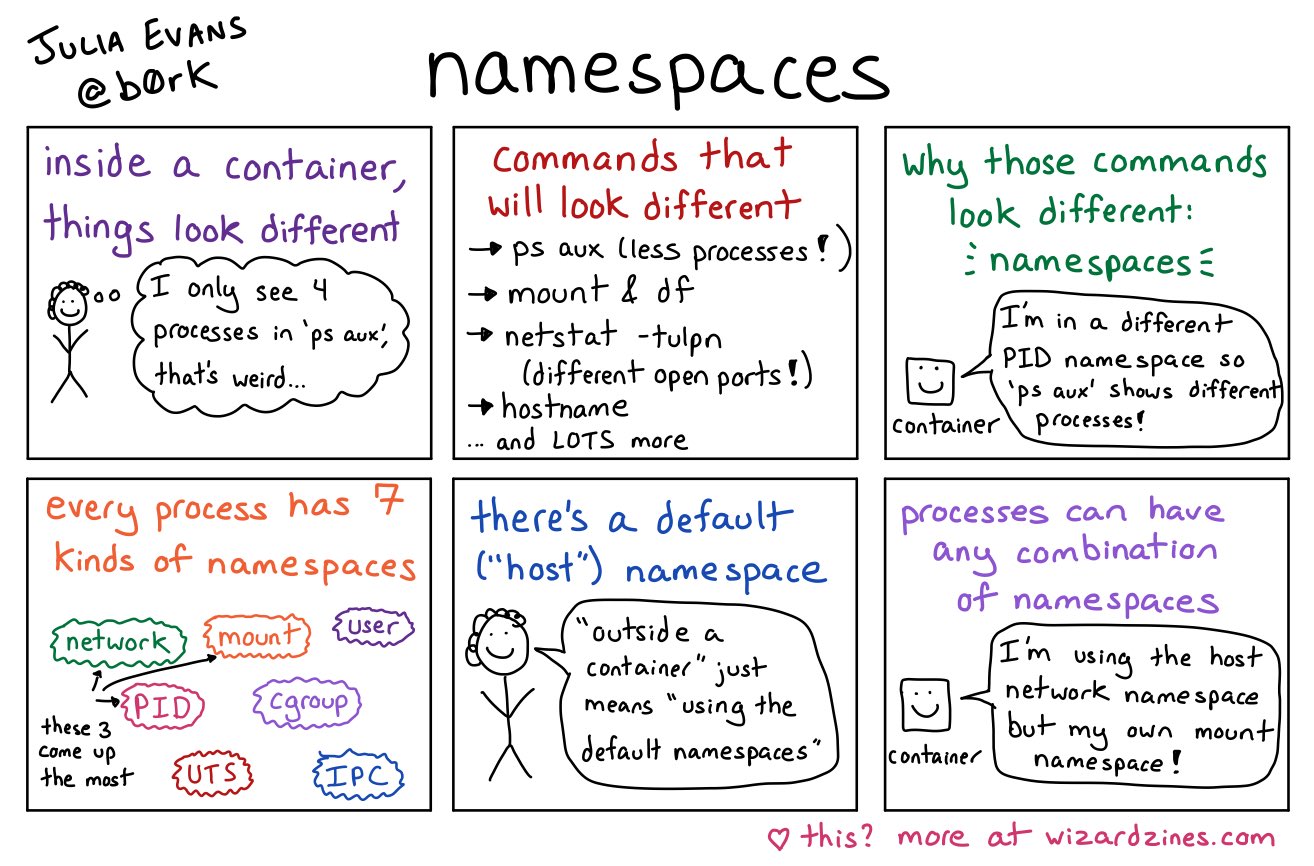 JULIA EVANS
@b0rk
namespaces
inside a container,
things look different
I only see 4
processes in 'ps aux',
that's weird...
commands that
will look different
→ ps aux (less processes!)
→ mount & df
→ netstat -tulpn
(different open ports!)
→ hostname
... and LOTS more
why those commands
look different:
namespaces
I'm in a different
PID namespace so
'ps aux' shows different
processes!
container
every process has 7
kinds of namespaces
network
mount
user
PID
cgroup
these 3
come up
the most
UTS
IPC
there's a default
("host") namespace
"outside a
container" just
means "using the
default namespaces"
processes can have
any combination
of namespaces
I'm using the host
network namespace
but my own mount
namespace!
container
♡ this? more at wizardzines.com